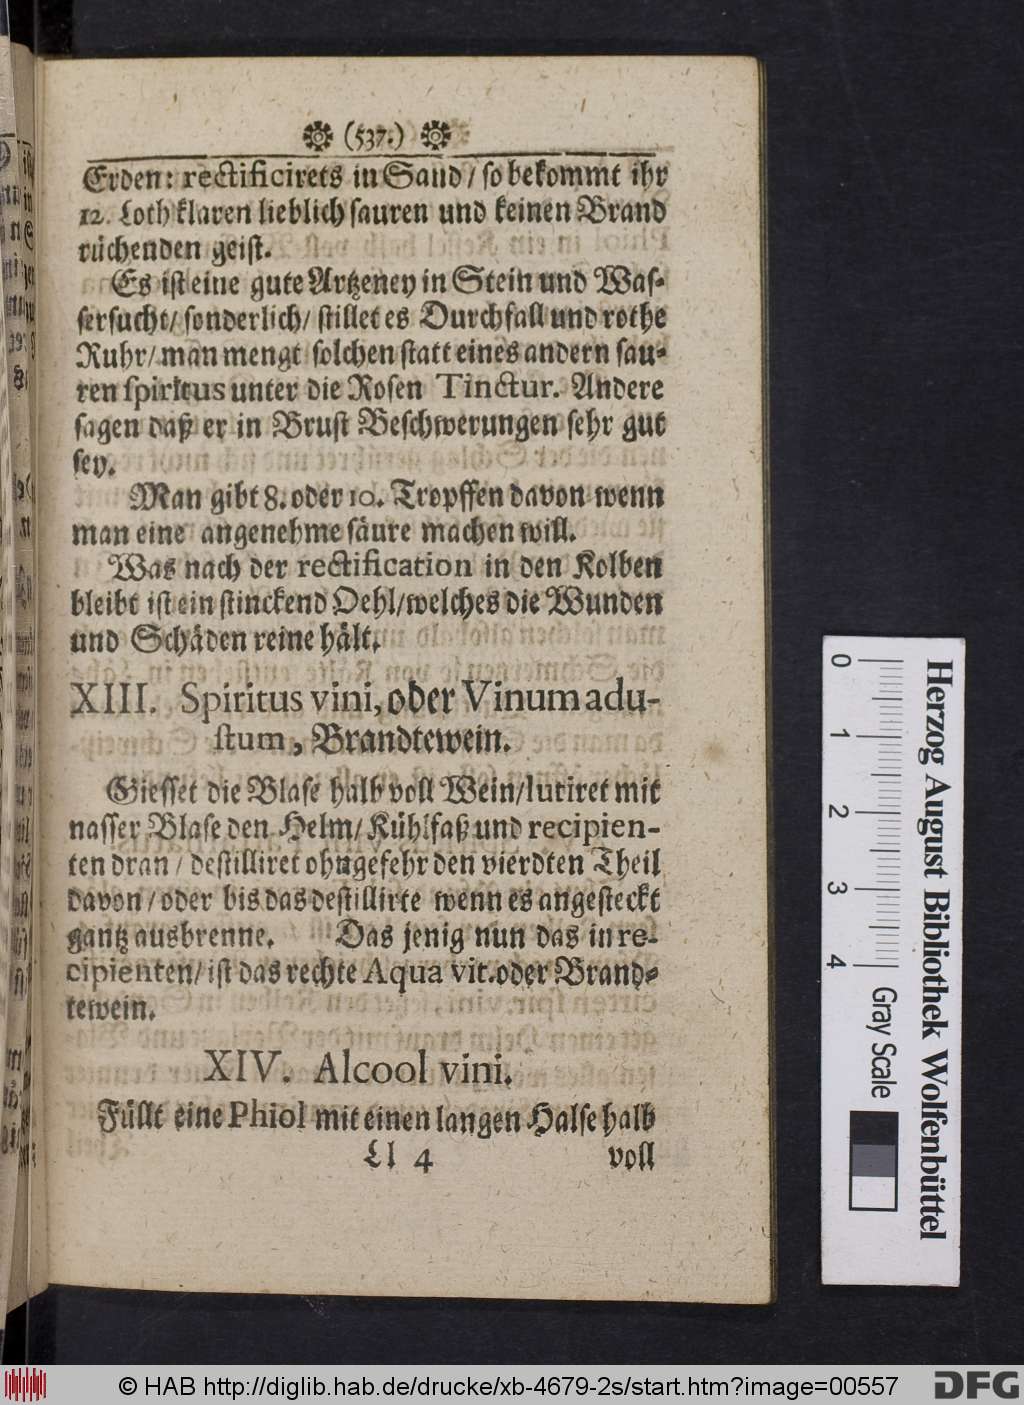 (537.)
Erden: rectificirets in Sand / so bekommt ihr
12. Loth klaren lieblich sauren und keinen Brand
rüchenden geist.
Es ist eine gute Artzeney in Stein und Was-
sersucht / sonderlich / stillet es Durchfall und rothe
Ruhr / man mengt solchen statt eines andern sau-
ren spiritus unter die Rosen Tinctur. Andere
sagen daß er in Brust Beschwerungen sehr gut
sey.
Man gibt 8. oder 10. Tropffen davon wenn
man eine angenehme säure machen will.
Was nach der rectification in den Kolben
bleibt ist ein stinckend Oehl / welches die Wunden
und Schäden reine hält.
XIII. Spiritus vini, oder Vinum adu-
stum, Brandtewein.
Giesset die Blase halb voll Wein / lutiret mit
nasser Blase den Helm / Kühlfaß und recipien-
ten dran / destilliret ohngefehr den vierdten Theil
davon / oder bis das destillirte wenn es angesteckt
gantz ausbrenne. Das jenig nun das in re-
cipienten / ist das rechte Aqua vit. oder Brand-
tewein.
XIV. Alcool vini.
Füllt eine Phiol mit einen langen Halse halb
Ll 4 voll
0 1 2 3 4
Gray Scale
Herzog August Bibliothek Wolfenbüttel
© HAB http://diglib.hab.de/drucke/xb-4679-2s/start.htm?image=00557
DFG